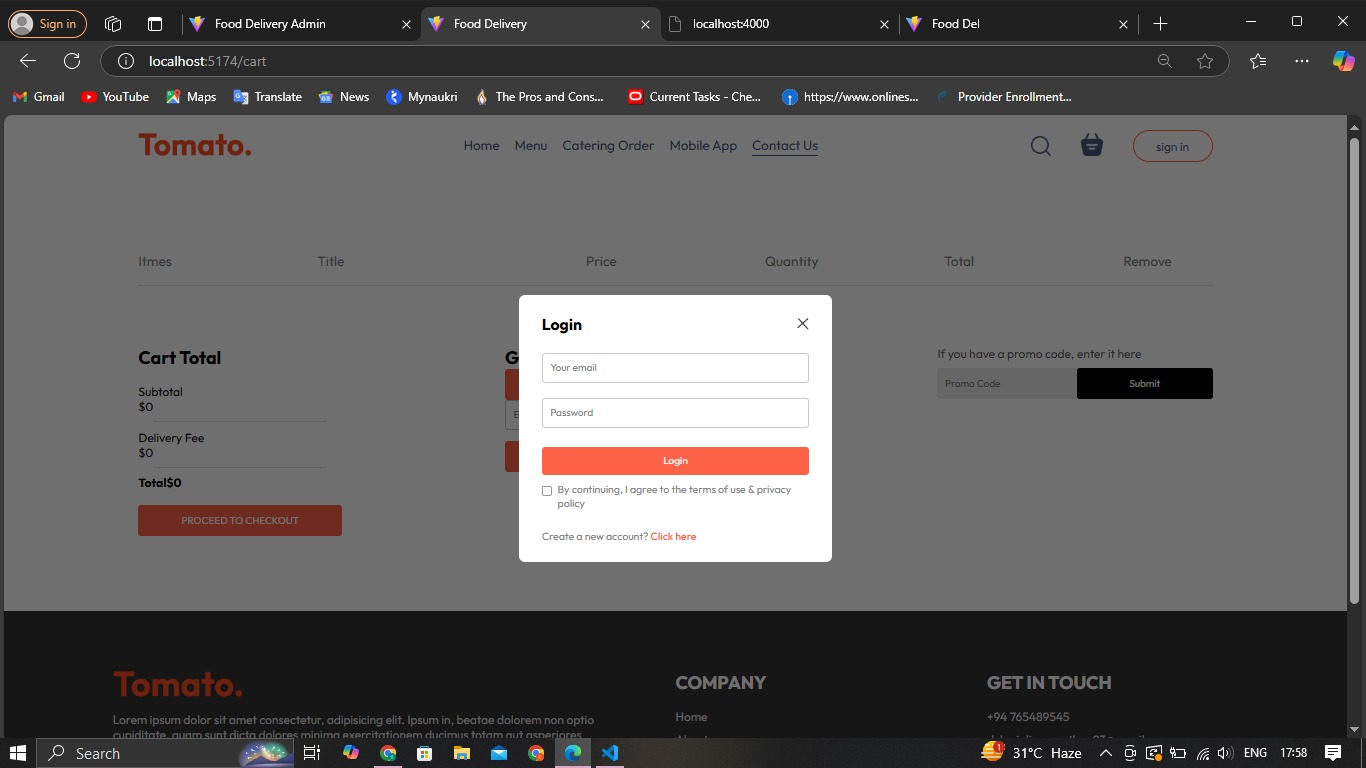 Sign in
Food Delivery Admin
Food Delivery
localhost:4000
Food Del
localhost:5174/cart
Gmail YouTube Maps Translate News Mynaukri The Pros and Cons... Current Tasks - Che... https://www.onlines... Provider Enrollment...
Tomato. Home Menu Catering Order Mobile App Contact Us sign in
Itmes Title Price Quantity Total Remove
Login
Your email
Password
Login
By continuing, I agree to the terms of use & privacy
policy
Create a new account? Click here
Cart Total
Subtotal
$0
Delivery Fee
$0
Total$0
PROCEED TO CHECKOUT
G
E
If you have a promo code, enter it here
Promo Code Submit
Tomato.
Lorem ipsum dolor sit amet consectetur, adipisicing elit. Ipsum in, beatae dolorem non optio
cupiditate, quam sunt dicta dolores minima exercitationem ducimus totam aut asperiores
COMPANY
Home
GET IN TOUCH
+94 765489545
Search
1
31°C Haze
ENG
17:58